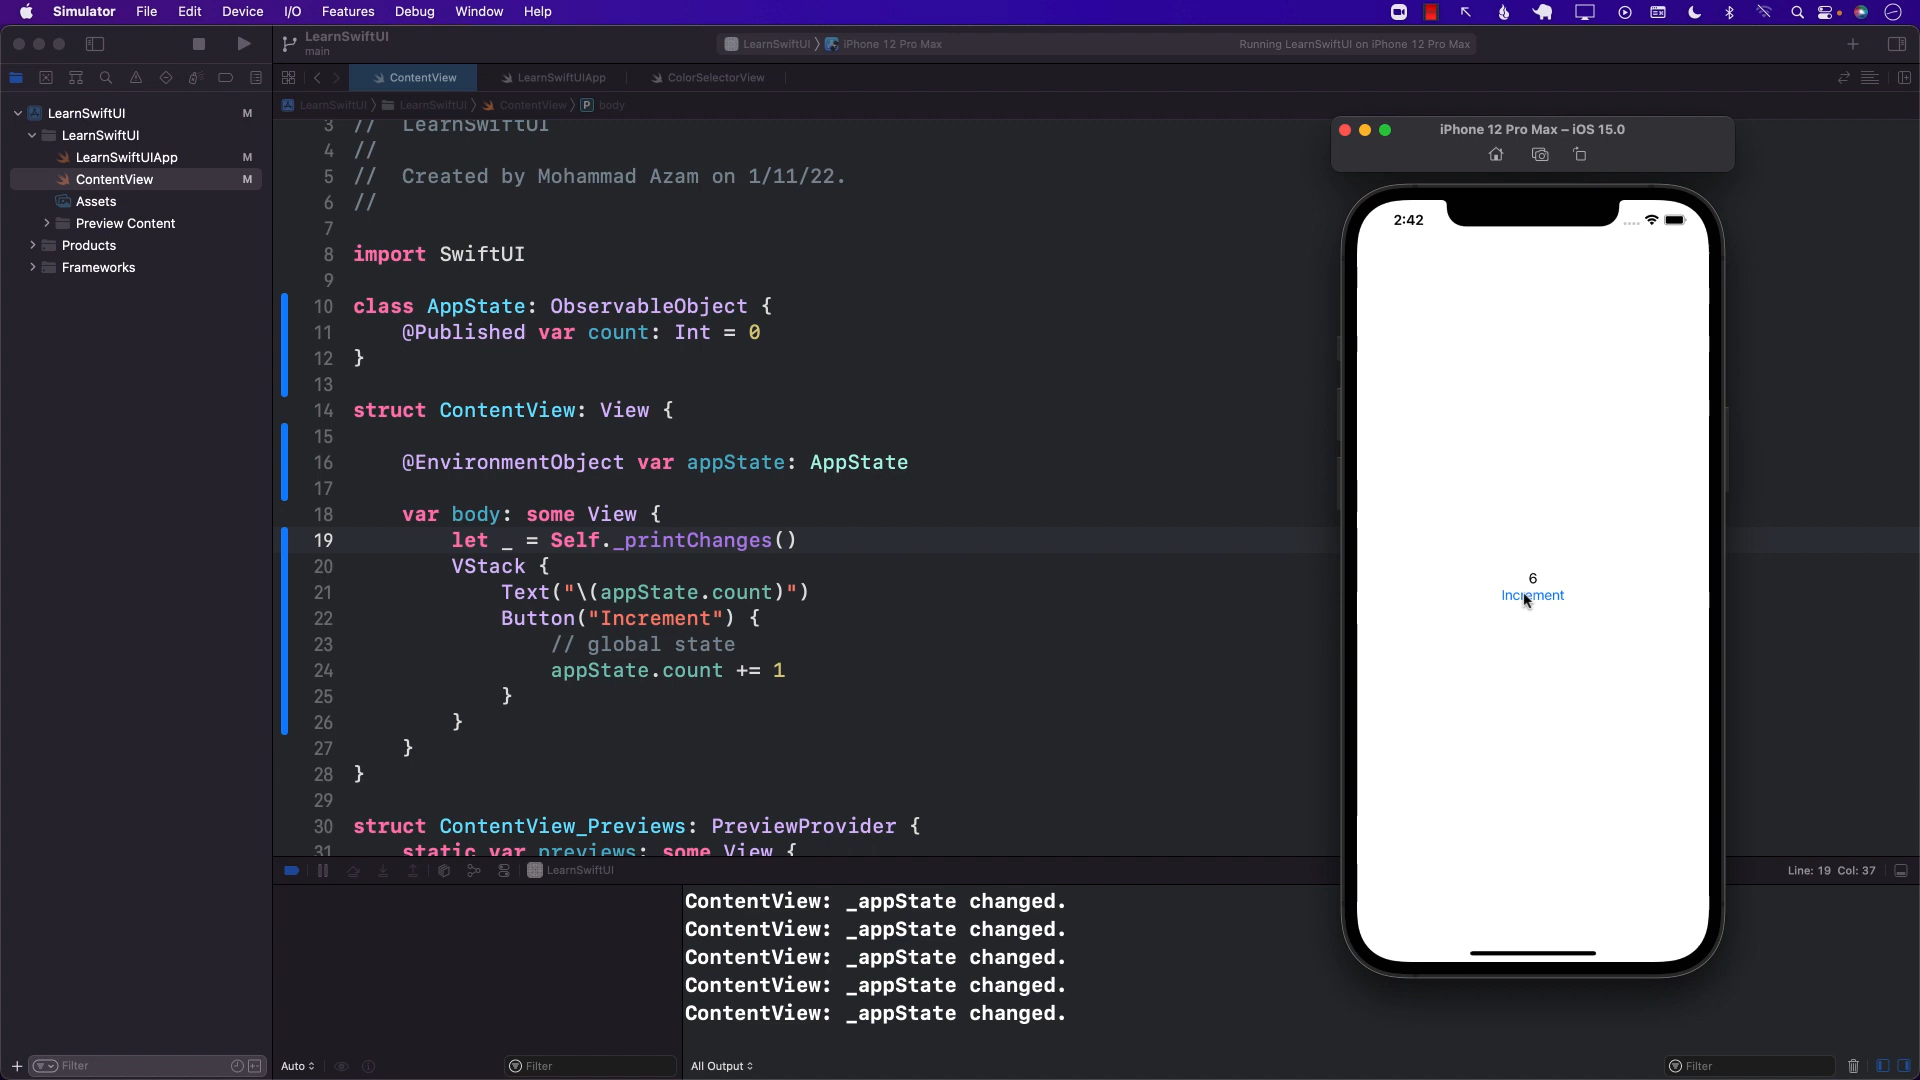 Simulator File Edit Device I/O Features Debug Window Help
LearnSwiftUI
main
LearnSwiftUI 〉 iPhone 12 Pro Max
Running LearnSwiftUI on iPhone 12 Pro Max
ContentView
LearnSwiftUIApp
ColorSelectorView
LearnSwiftUI 〉 LearnSwiftUI 〉 ContentView 〉 P body
LearnSwiftUI M
LearnSwiftUI
LearnSwiftUIApp M
ContentView M
Assets
Preview Content
Products
Frameworks
3 // LearnSwiftUI
4 //
5 // Created by Mohammad Azam on 1/11/22.
6 //
7
8 import SwiftUI
9
10 class AppState: ObservableObject {
11 @Published var count: Int = 0
12 }
13
14 struct ContentView: View {
15
16 @EnvironmentObject var appState: AppState
17
18 var body: some View {
19 let _ = Self._printChanges()
20 VStack {
21 Text("\(appState.count)")
22 Button("Increment") {
23 // global state
24 appState.count += 1
25 }
26 }
27 }
28 }
29
30 struct ContentView_Previews: PreviewProvider {
31 static var previews: some View {
iPhone 12 Pro Max – iOS 15.0
2:42
6
Increment
LearnSwiftUI
Line: 19 Col: 37
ContentView: _appState changed.
ContentView: _appState changed.
ContentView: _appState changed.
ContentView: _appState changed.
ContentView: _appState changed.
Filter
Auto
Filter
All Output
Filter